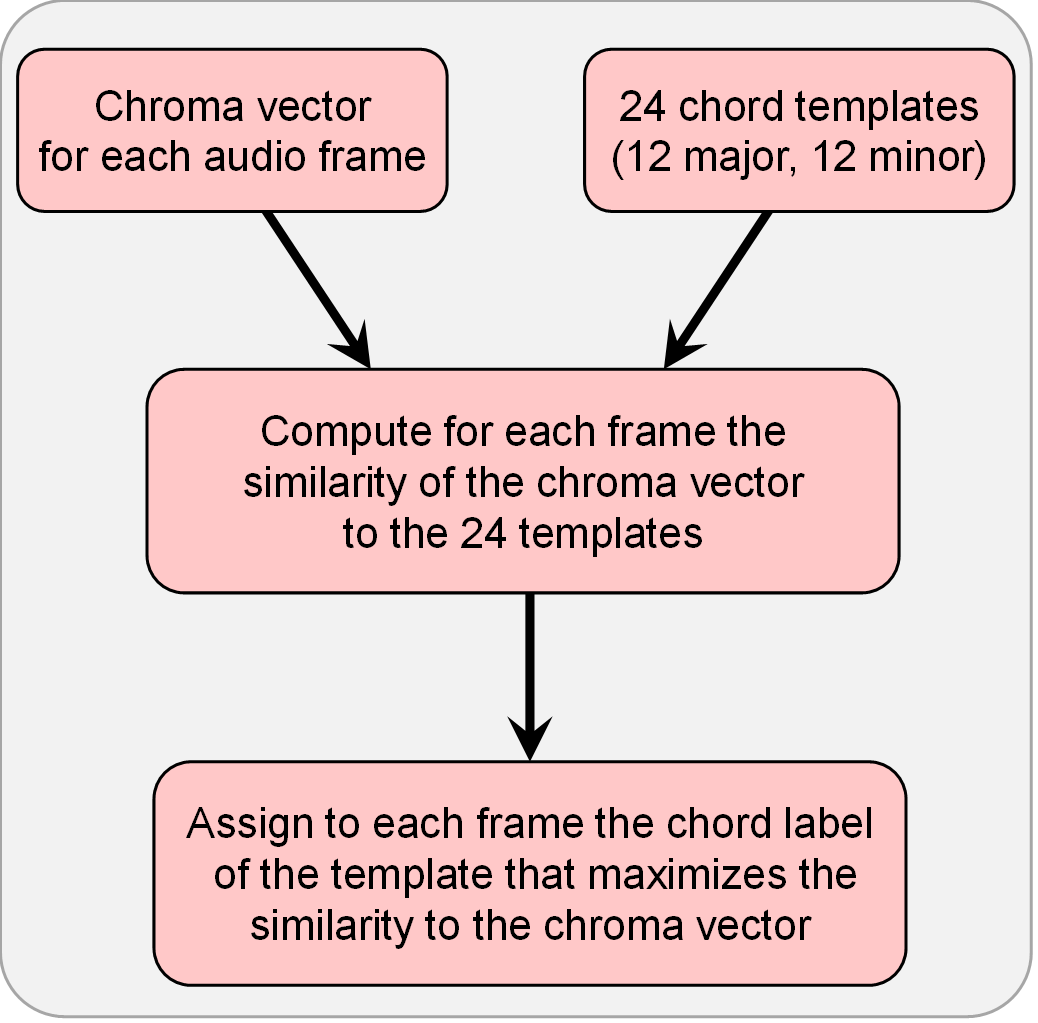 Chroma vector
for each audio frame
24 chord templates
(12 major, 12 minor)
Compute for each frame the
similarity of the chroma vector
to the 24 templates
Assign to each frame the chord label
of the template that maximizes the
similarity to the chroma vector